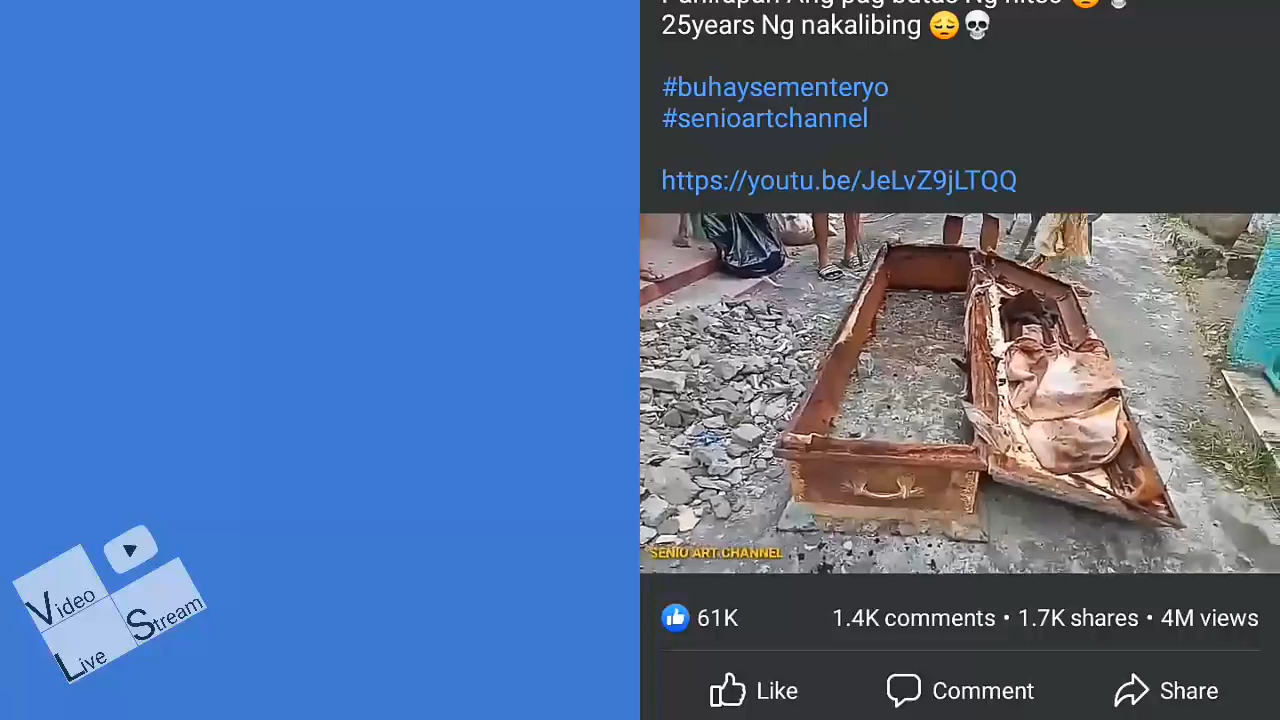 25years Ng nakalibing 😔💀
#buhaysementeryo
#senioartchannel
https://youtu.be/JeLvZ9jLTQQ
SENIO ART CHANNEL
61K
1.4K comments • 1.7K shares • 4M views
Like
Comment
Share
Video
Live
Stream